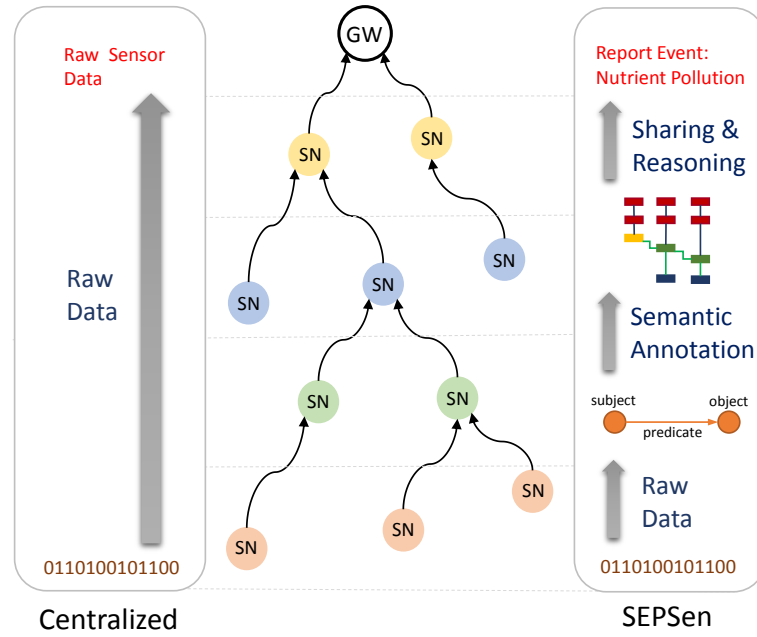 Raw Sensor
Data
Raw
Data
0110100101100
Centralized
GW
SN
SN
SN
SN
SN
SN
SN
SN
SN
SN
Report Event:
Nutrient Pollution
Sharing &
Reasoning
Semantic
Annotation
subject
object
predicate
Raw
Data
0110100101100
SEPSen